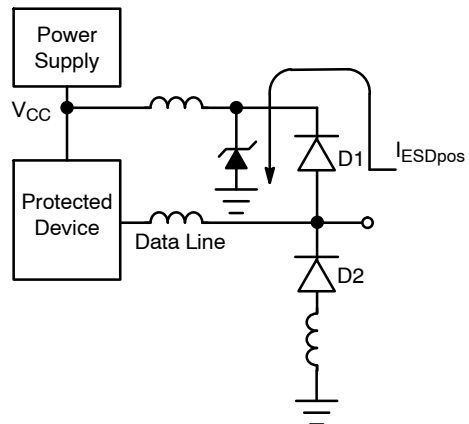 Power
Supply
V_CC
Protected
Device
Data Line
D1
I_ESDpos
D2